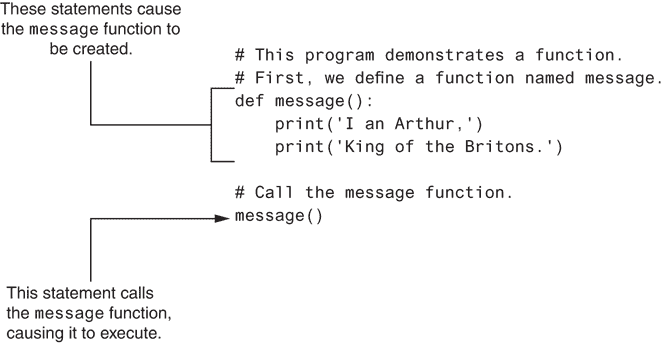 These statements cause
the message function to
be created.
# This program demonstrates a function.
# First, we define a function named message.
def message():
    print('I an Arthur,')
    print('King of the Britons.')
# Call the message function.
message()
This statement calls
the message function,
causing it to execute.